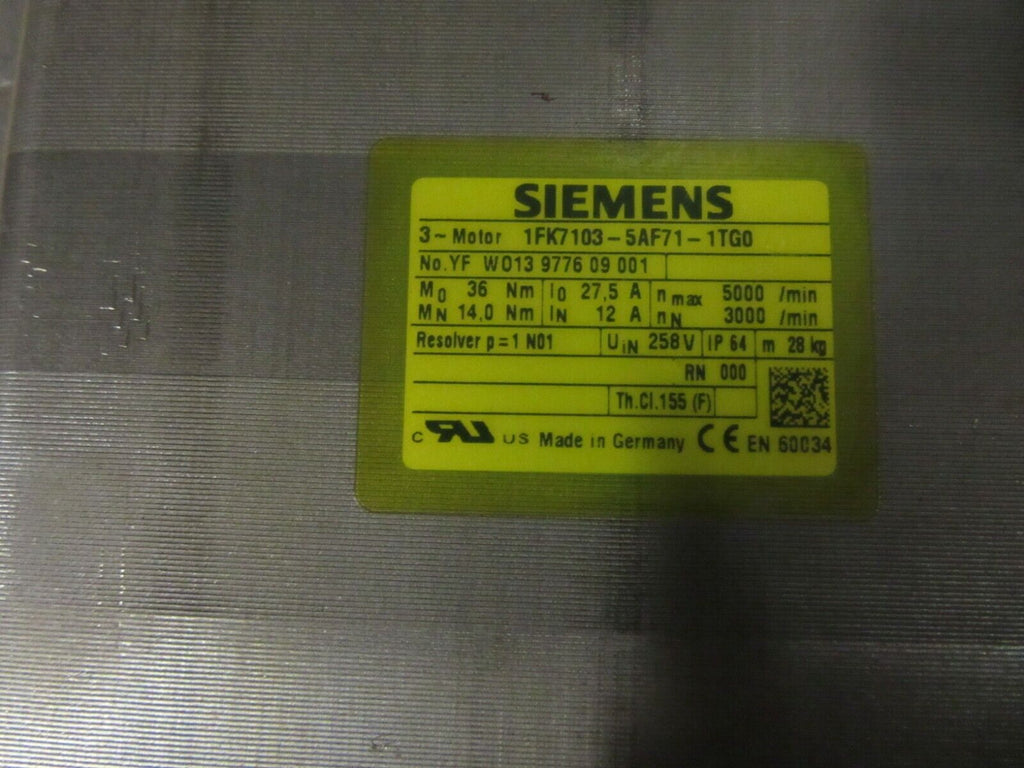 SIEMENS
3~Motor 1FK7103-5AF71-1TG0
No.YF W013 9776 09 001
M0 36 Nm I0 27,5 A n max 5000 /min
MN 14,0 Nm IN 12 A nN 3000 /min
Resolver p=1 N01 UIN 258V IP 64 m 28 kg
RN 000
Th.Cl.155 (F)
C RU US Made in Germany CE EN 60034